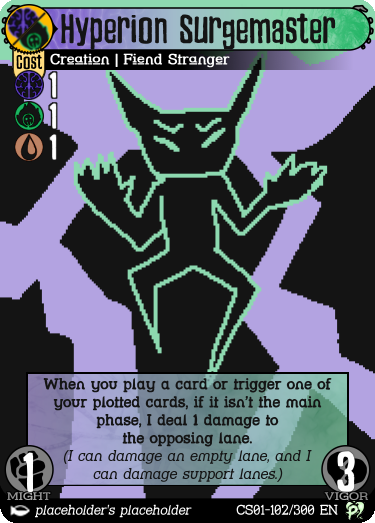 Hyperion Surgemaster
COST Creation | Fiend Stranger
1
1
1
When you play a card or trigger one of
your plotted cards, if it isn't the main
phase, I deal 1 damage to
the opposing lane.
(I can damage an empty lane, and I
can damage support lanes.)
1 3
MIGHT VIGOR
placeholder's placeholder CS01-102/300 EN